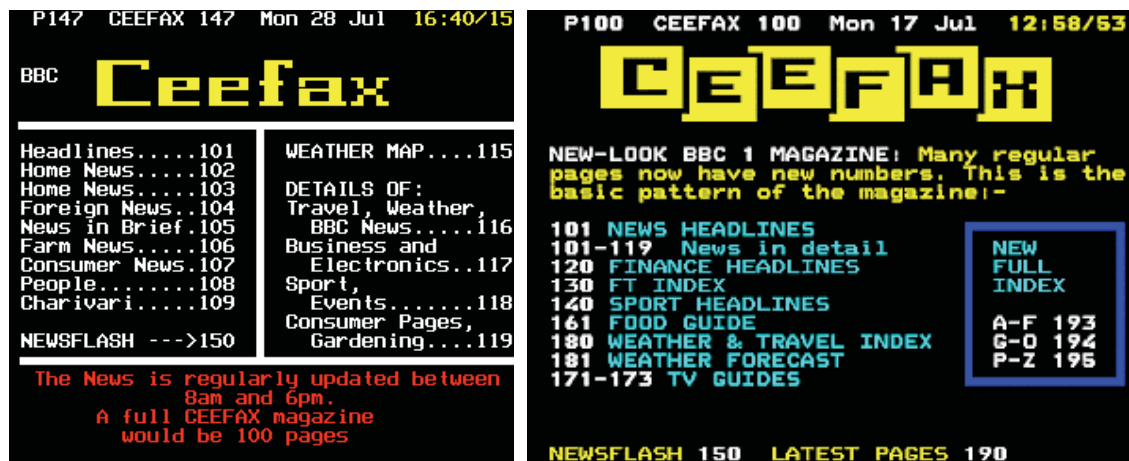 P147 CEEFAX 147 Mon 28 Jul 16:40/15
BBC Ceefax
Headlines.....101
Home News.....102
Home News.....103
Foreign News..104
News in Brief.105
Farm News.....106
Consumer News.107
People........108
Charivari.....109
NEWSFLASH --->150
WEATHER MAP....115
DETAILS OF:
Travel, Weather,
BBC News.....116
Business and
Electronics..117
Sport,
Events.......118
Consumer Pages,
Gardening....119
The News is regularly updated between
8am and 6pm.
A full CEEFAX magazine
would be 100 pages
P100 CEEFAX 100 Mon 17 Jul 12:58/53
CEEFAX
NEW-LOOK BBC 1 MAGAZINE: Many regular
pages now have new numbers. This is the
basic pattern of the magazine:-
101 NEWS HEADLINES
101-119 News in detail
120 FINANCE HEADLINES
130 FT INDEX
140 SPORT HEADLINES
161 FOOD GUIDE
180 WEATHER & TRAVEL INDEX
181 WEATHER FORECAST
171-173 TV GUIDES
NEW
FULL
INDEX
A-F 193
G-O 194
P-Z 195
NEWSFLASH 150 LATEST PAGES 190